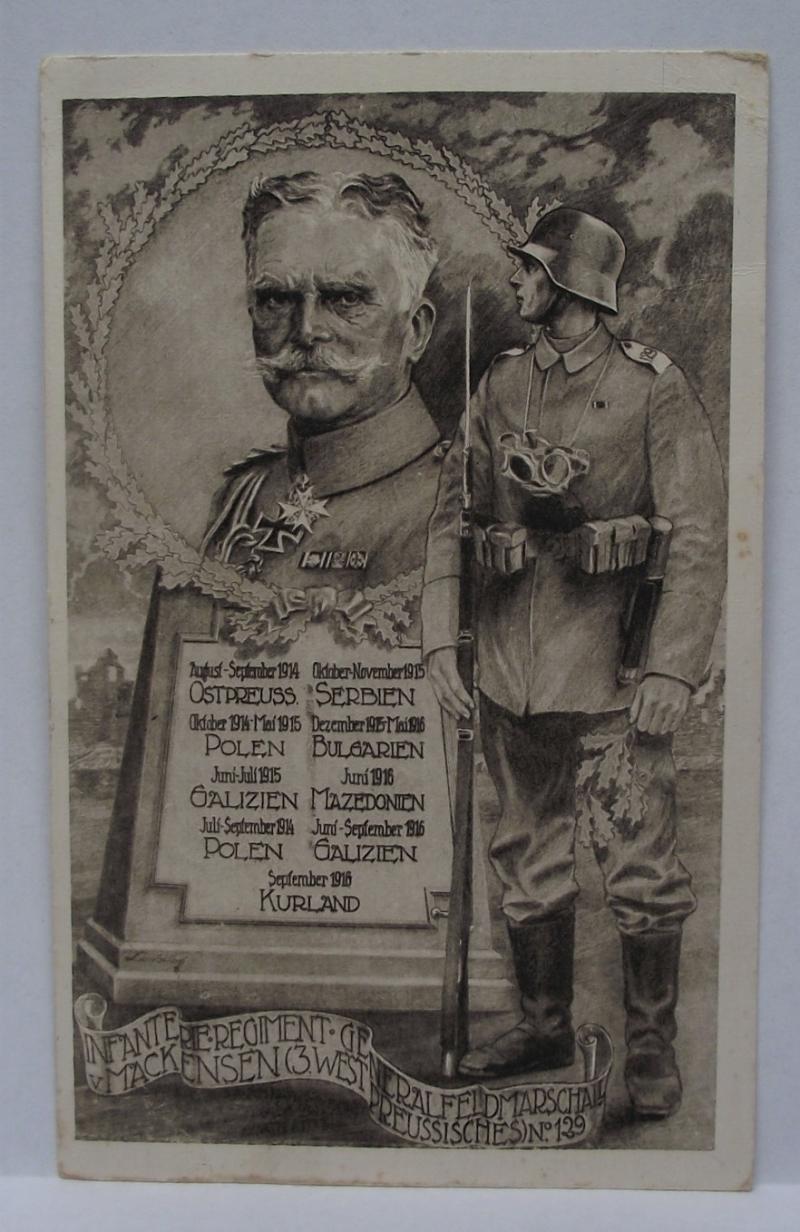 August-September 1914
OSTPREUSS.
Oktober 1914-Mai 1915
POLEN
Juni-Juli 1915
GALIZIEN
Juli-September 1914
POLEN
Oktober-November 1915
SERBIEN
Dezember 1915-Mai 1916
BULGARIEN
Juni 1916
MAZEDONIEN
Juni-September 1916
GALIZIEN
September 1916
KURLAND
129
INFANTERIE·REGIMENT·GENERALFELDMARSCHALL
v. MACKENSEN (3. WESTPREUSSISCHES) No. 129